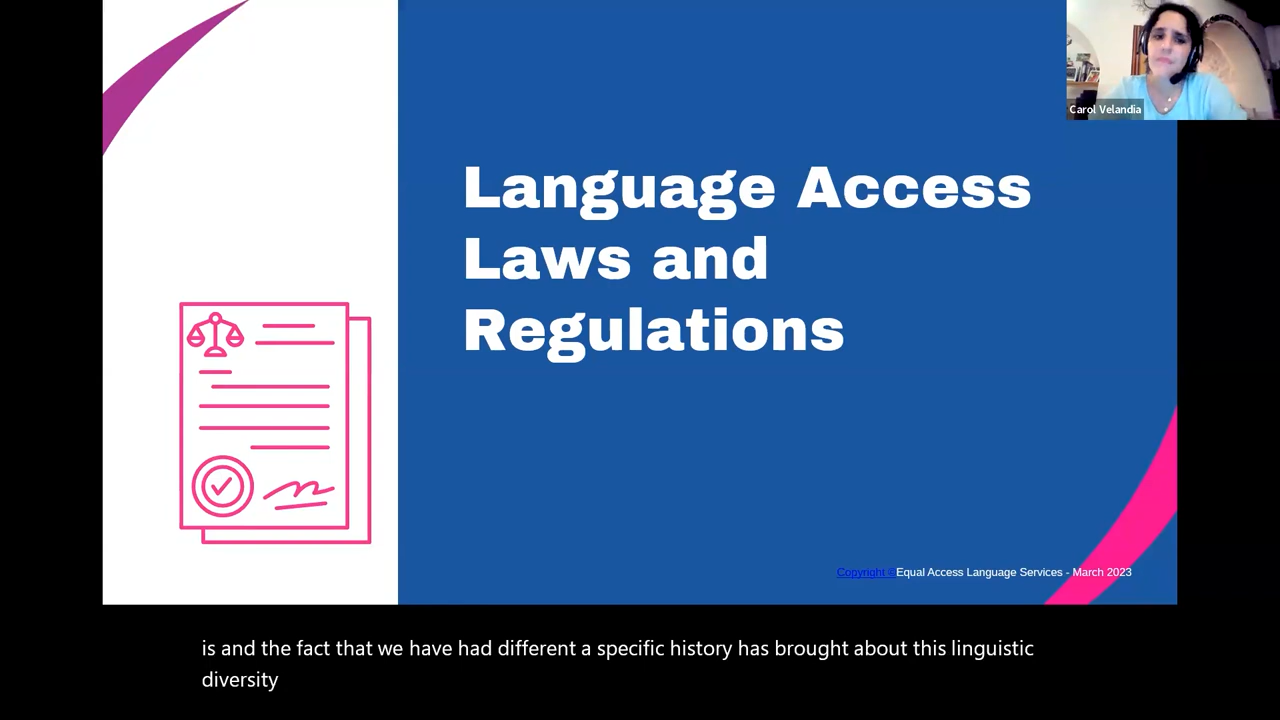 Carol Velandia
Language Access
Laws and
Regulations
Copyright ©Equal Access Language Services - March 2023
is and the fact that we have had different a specific history has brought about this linguistic
diversity